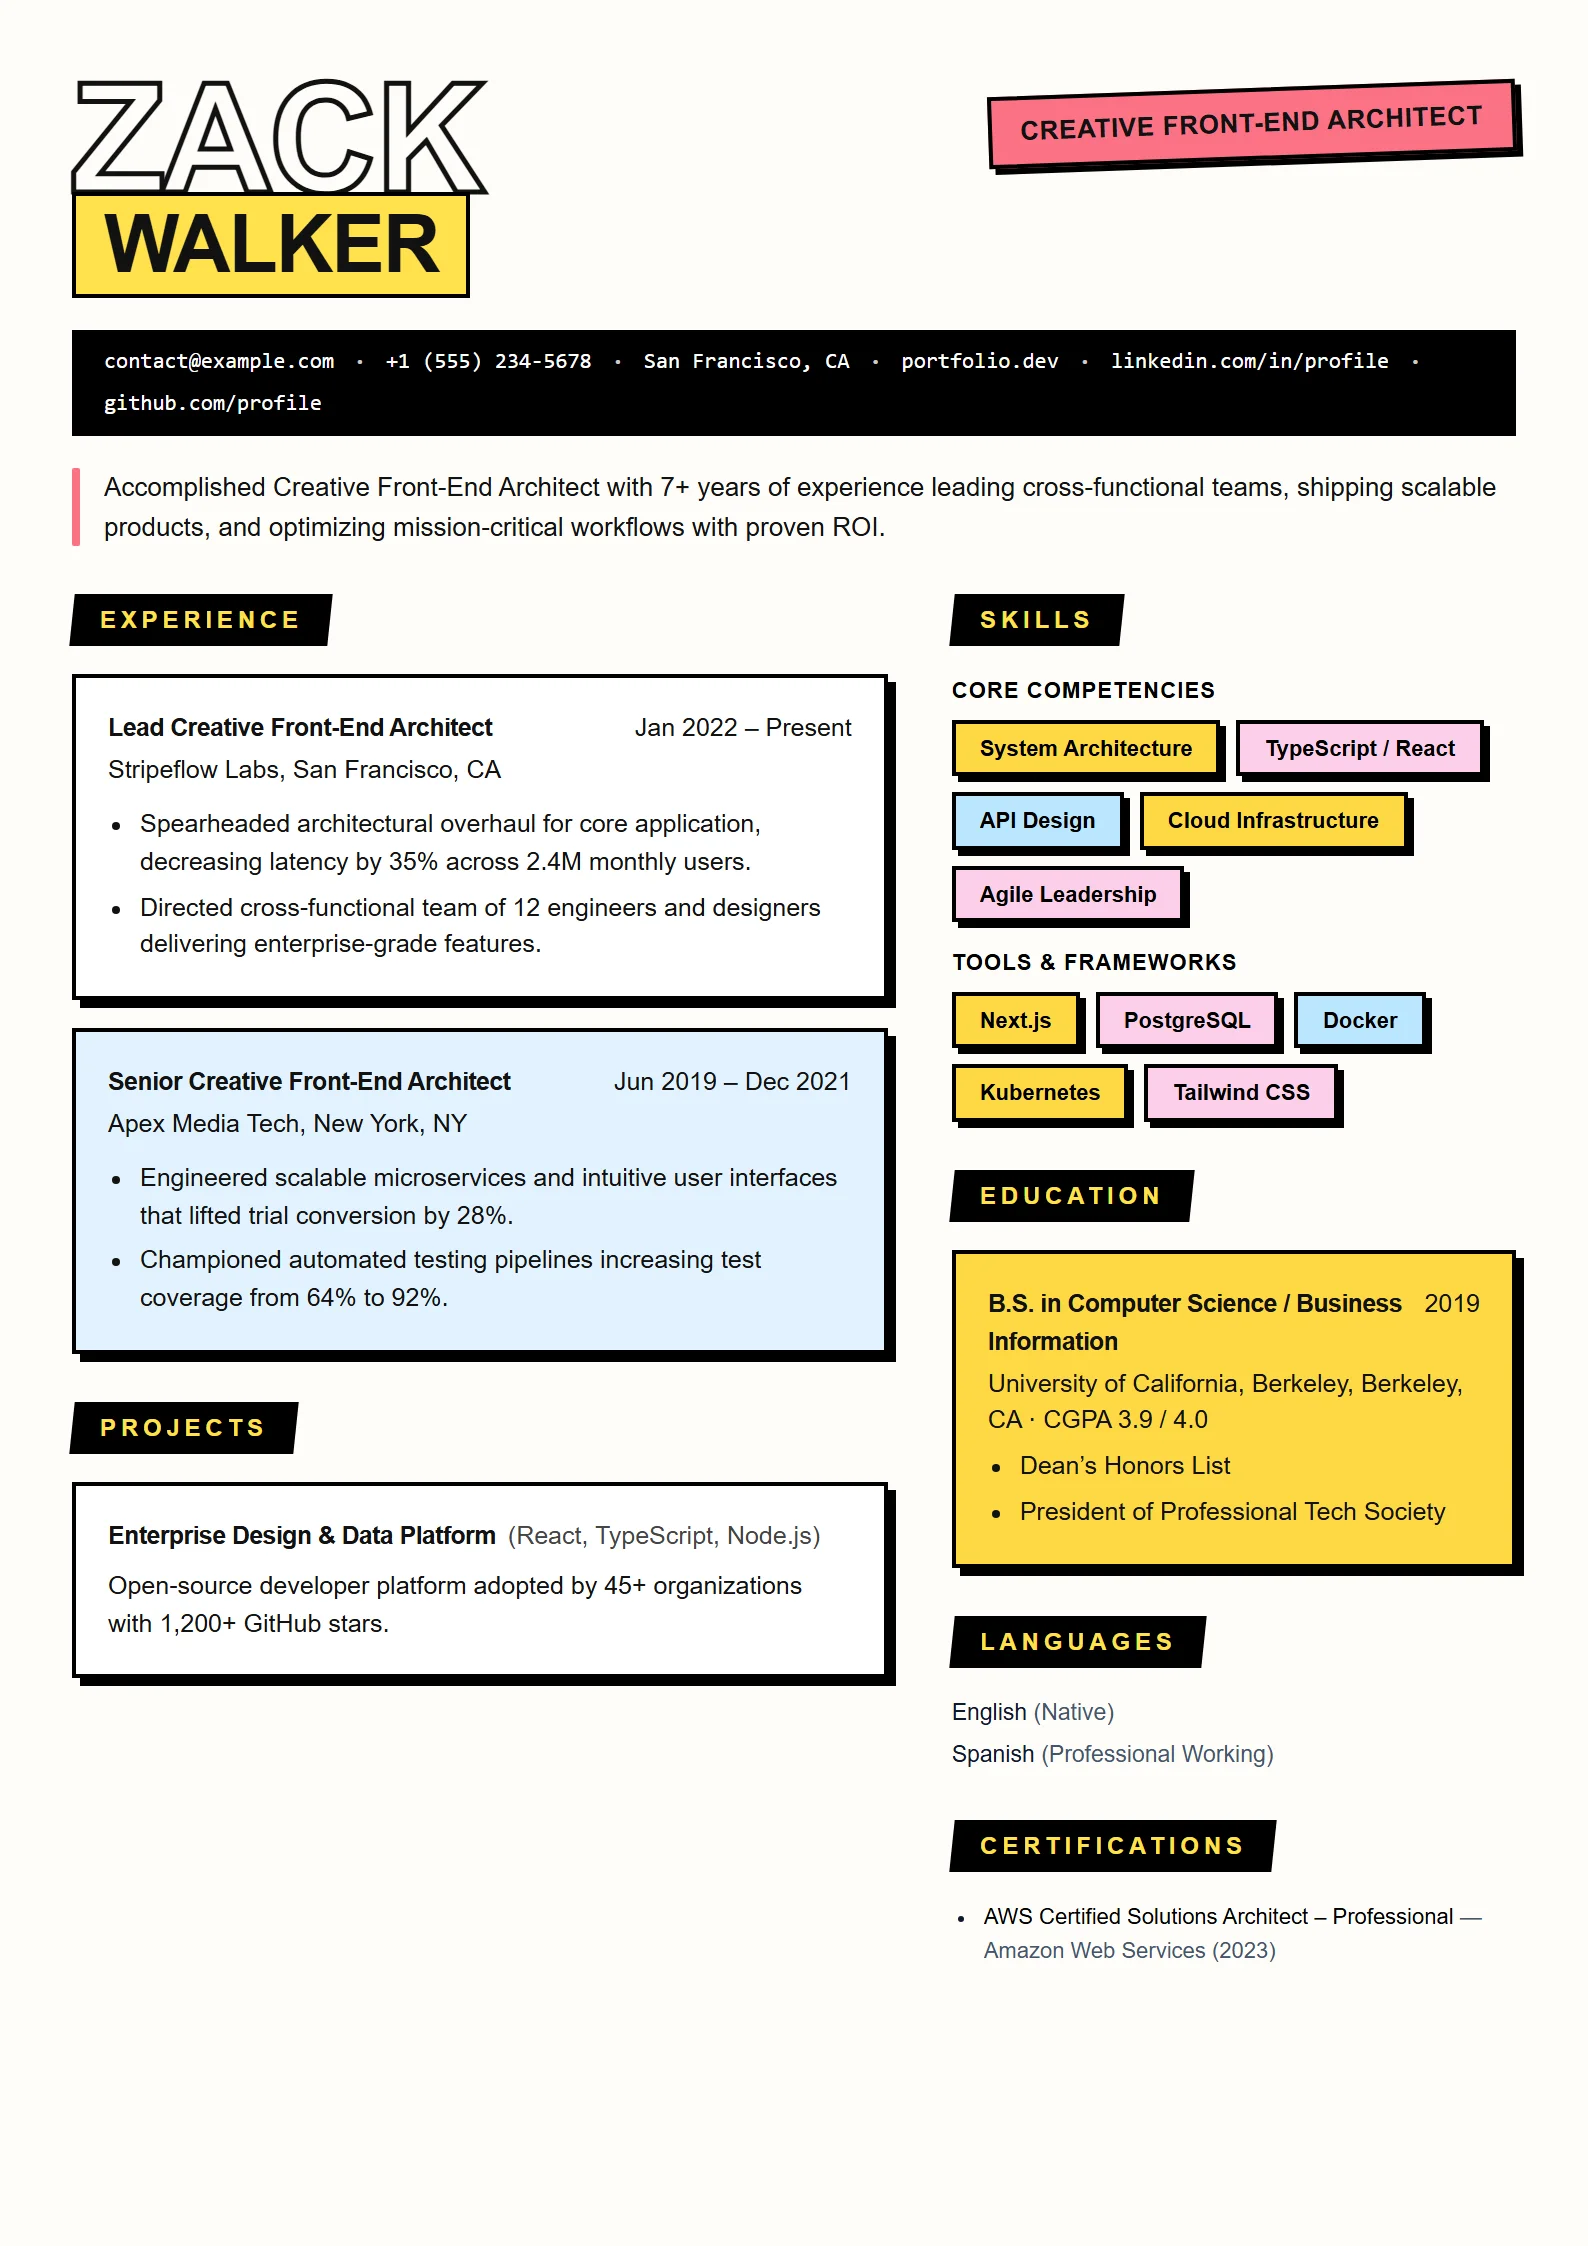 ZACK
WALKER
CREATIVE FRONT-END ARCHITECT
contact@example.com • +1 (555) 234-5678 • San Francisco, CA • portfolio.dev • linkedin.com/in/profile •
github.com/profile
Accomplished Creative Front-End Architect with 7+ years of experience leading cross-functional teams, shipping scalable
products, and optimizing mission-critical workflows with proven ROI.
EXPERIENCE
Lead Creative Front-End Architect Jan 2022 – Present
Stripeflow Labs, San Francisco, CA
• Spearheaded architectural overhaul for core application,
decreasing latency by 35% across 2.4M monthly users.
• Directed cross-functional team of 12 engineers and designers
delivering enterprise-grade features.
Senior Creative Front-End Architect Jun 2019 – Dec 2021
Apex Media Tech, New York, NY
• Engineered scalable microservices and intuitive user interfaces
that lifted trial conversion by 28%.
• Championed automated testing pipelines increasing test
coverage from 64% to 92%.
PROJECTS
Enterprise Design & Data Platform (React, TypeScript, Node.js)
Open-source developer platform adopted by 45+ organizations
with 1,200+ GitHub stars.
SKILLS
CORE COMPETENCIES
System Architecture TypeScript / React
API Design Cloud Infrastructure
Agile Leadership
TOOLS & FRAMEWORKS
Next.js PostgreSQL Docker
Kubernetes Tailwind CSS
EDUCATION
B.S. in Computer Science / Business 2019
Information
University of California, Berkeley, Berkeley,
CA · CGPA 3.9 / 4.0
• Dean’s Honors List
• President of Professional Tech Society
LANGUAGES
English (Native)
Spanish (Professional Working)
CERTIFICATIONS
• AWS Certified Solutions Architect – Professional —
Amazon Web Services (2023)